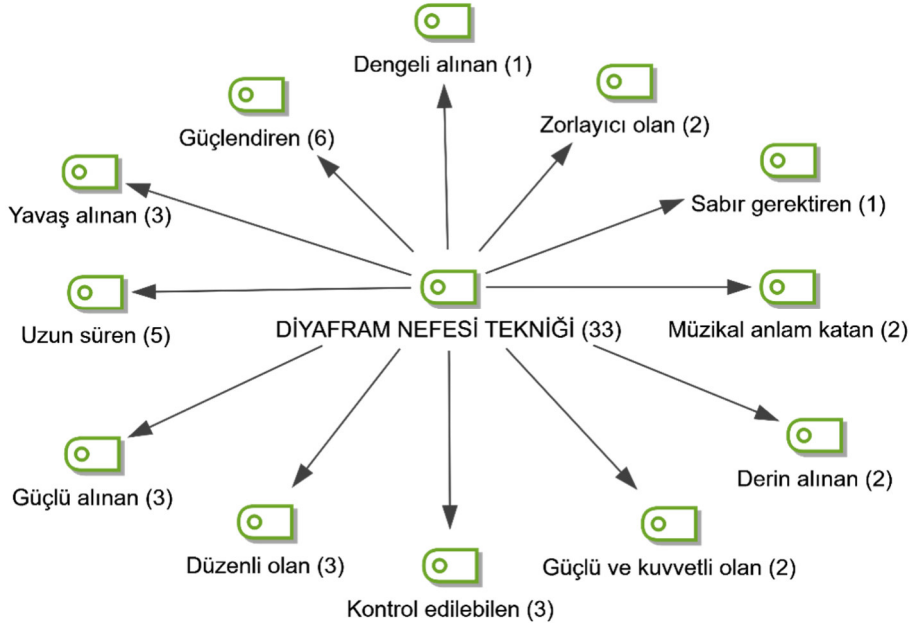 Dengeli alınan (1)
Güçlendiren (6)
Zorlayıcı olan (2)
Yavaş alınan (3)
Sabır gerektiren (1)
Uzun süren (5)
DİYAFRAM NEFESİ TEKNİĞİ (33)
Müzikal anlam katan (2)
Güçlü alınan (3)
Derin alınan (2)
Düzenli olan (3)
Güçlü ve kuvvetli olan (2)
Kontrol edilebilen (3)